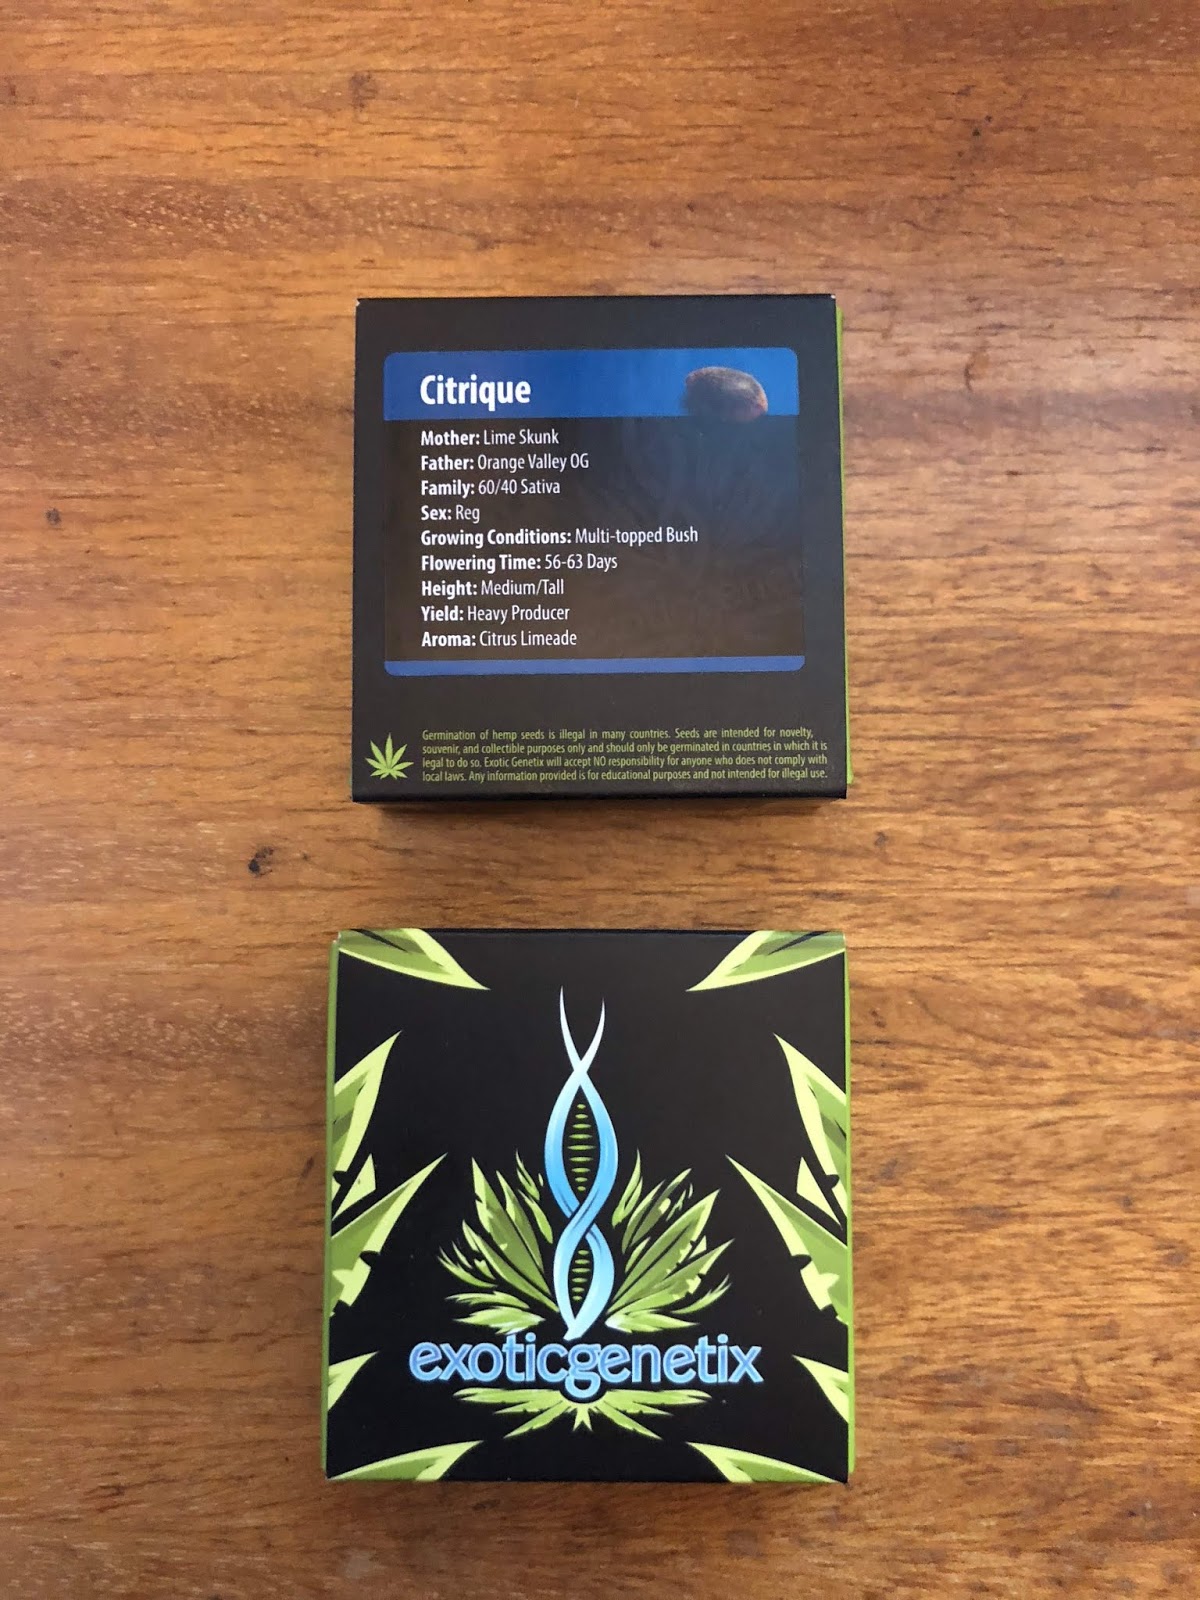 Citrique
Mother: Lime Skunk
Father: Orange Valley OG
Family: 60/40 Sativa
Sex: Reg
Growing Conditions: Multi-topped Bush
Flowering Time: 56-63 Days
Height: Medium/Tall
Yield: Heavy Producer
Aroma: Citrus Limeade
Germination of hemp seeds is illegal in many countries. Seeds are intended for novelty,
souvenir, and collectible purposes only and should only be germinated in countries in which it is
legal to do so. Exotic Genetix will accept NO responsibility for anyone who does not comply with
local laws. Any information provided is for educational purposes and not intended for illegal use.
exoticgenetix